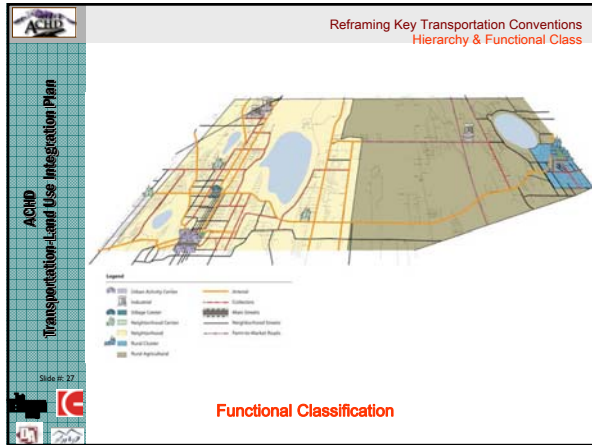 ACHD
Reframing Key Transportation Conventions
Hierarchy & Functional Class
ACHD
Transportation-Land Use Integration Plan
Legend
Urban Activity Center
Industrial
Village Center
Neighborhood Center
Neighborhood
Rural Cluster
Rural Agricultural
Arterial
Collectors
Main Streets
Neighborhood Streets
Farm-to-Market Roads
Slide #: 27
Functional Classification